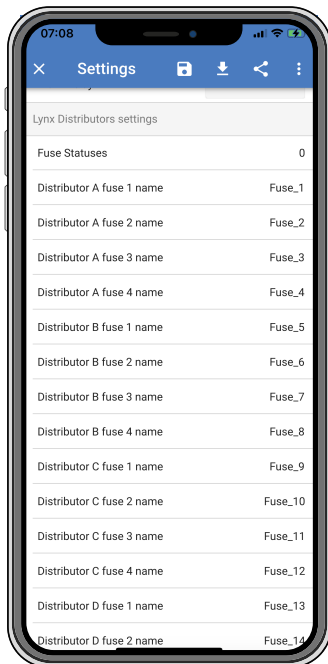 07:08
Settings
Lynx Distributors settings
Fuse Statuses 0
Distributor A fuse 1 name Fuse_1
Distributor A fuse 2 name Fuse_2
Distributor A fuse 3 name Fuse_3
Distributor A fuse 4 name Fuse_4
Distributor B fuse 1 name Fuse_5
Distributor B fuse 2 name Fuse_6
Distributor B fuse 3 name Fuse_7
Distributor B fuse 4 name Fuse_8
Distributor C fuse 1 name Fuse_9
Distributor C fuse 2 name Fuse_10
Distributor C fuse 3 name Fuse_11
Distributor C fuse 4 name Fuse_12
Distributor D fuse 1 name Fuse_13
Distributor D fuse 2 name Fuse_14